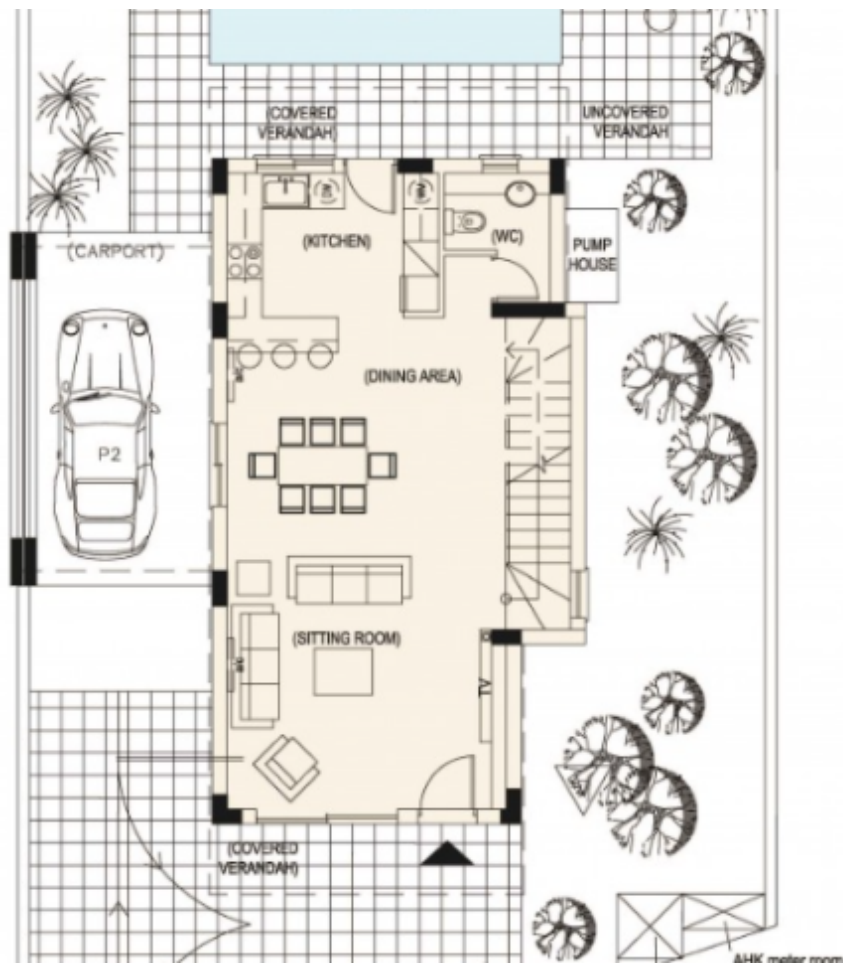 (COVERED
VERANDAH)
UNCOVERED
VERANDAH
(KITCHEN)
(WC)
PUMP
HOUSE
(CARPORT)
(DINING AREA)
P2
(SITTING ROOM)
TV
(COVERED
VERANDAH)
AHK meter room